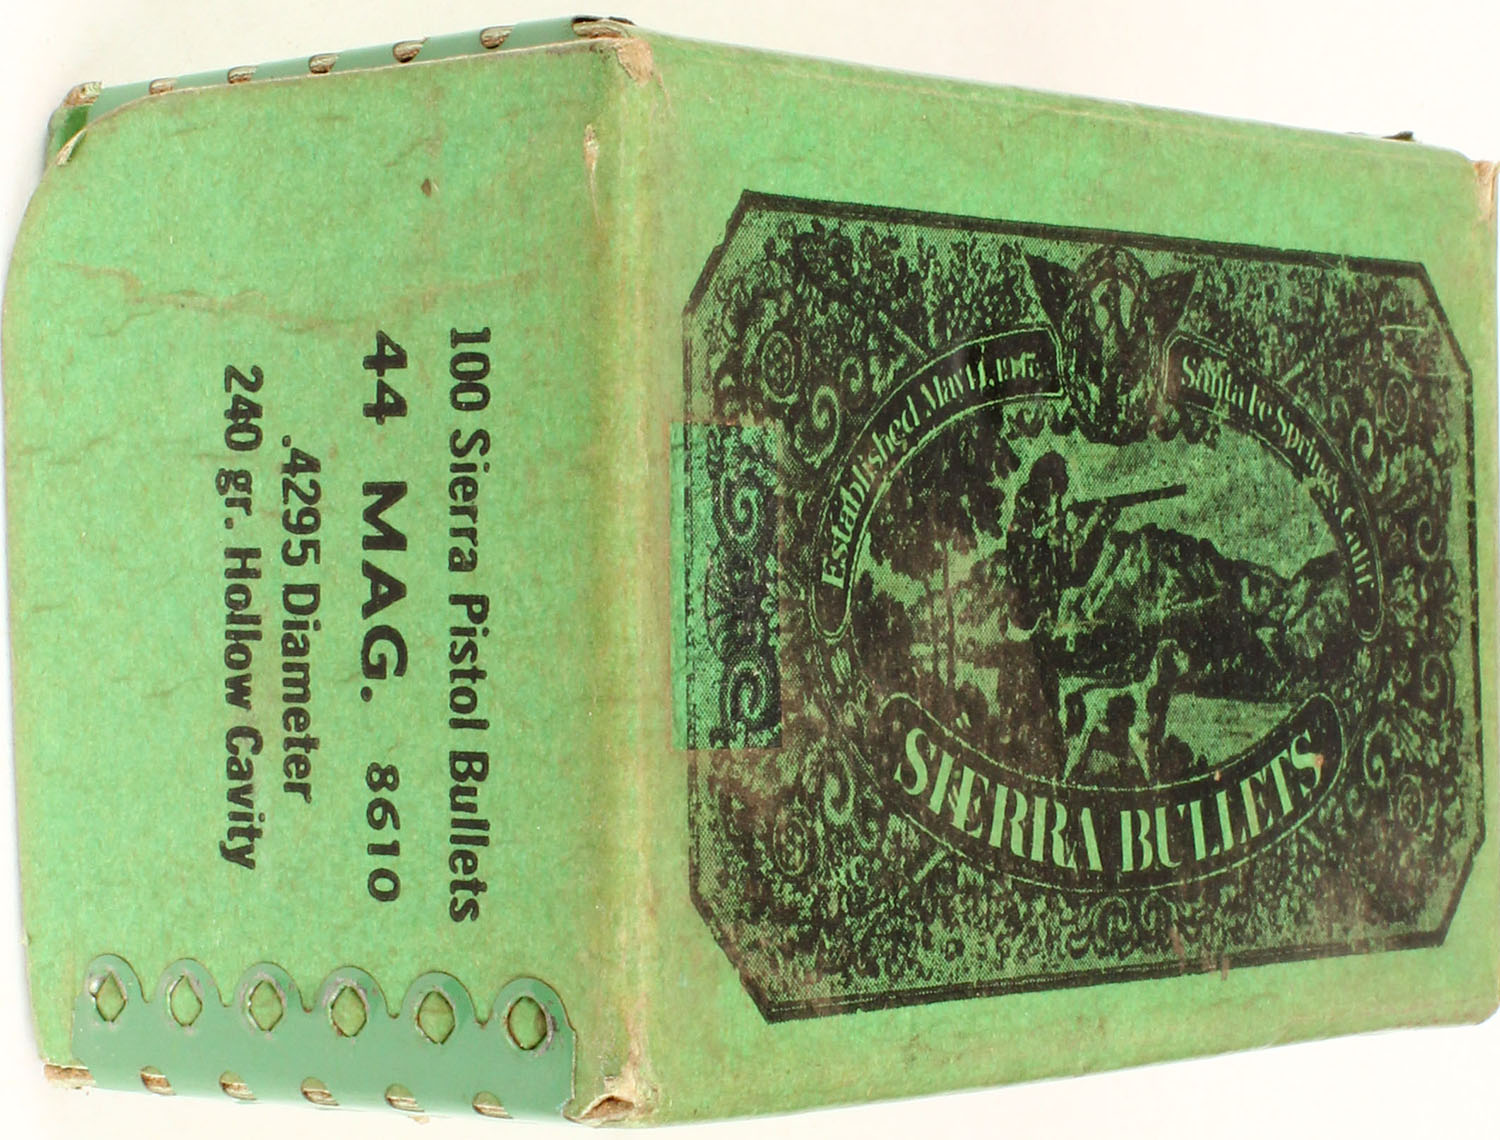 100 Sierra Pistol Bullets
44 MAG. 8610
.4295 Diameter
240 gr. Hollow Cavity
Established May
Santa Fe Springs, Calif.
SIERRA BULLETS